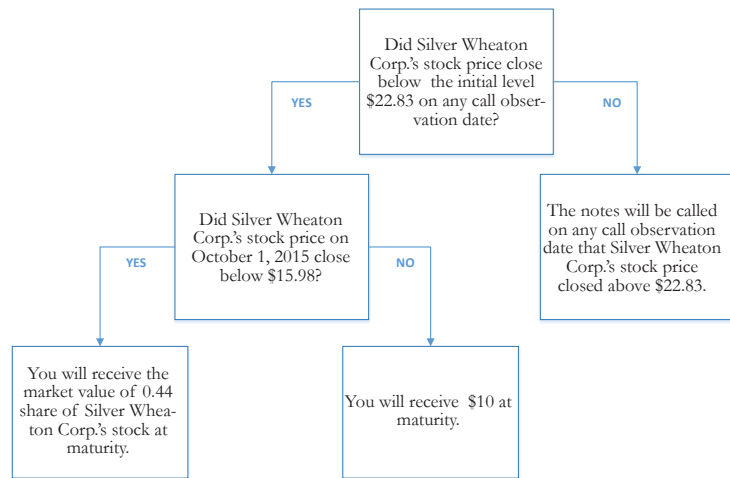 Did Silver Wheaton
Corp.'s stock price close
below the initial level
$22.83 on any call obser-
vation date?
YES
NO
Did Silver Wheaton
Corp.'s stock price on
October 1, 2015 close
below $15.98?
The notes will be called
on any call observation
date that Silver Wheaton
Corp.'s stock price
closed above $22.83.
YES
NO
You will receive the
market value of 0.44
share of Silver Whea-
ton Corp.'s stock at
maturity.
You will receive $10 at
maturity.